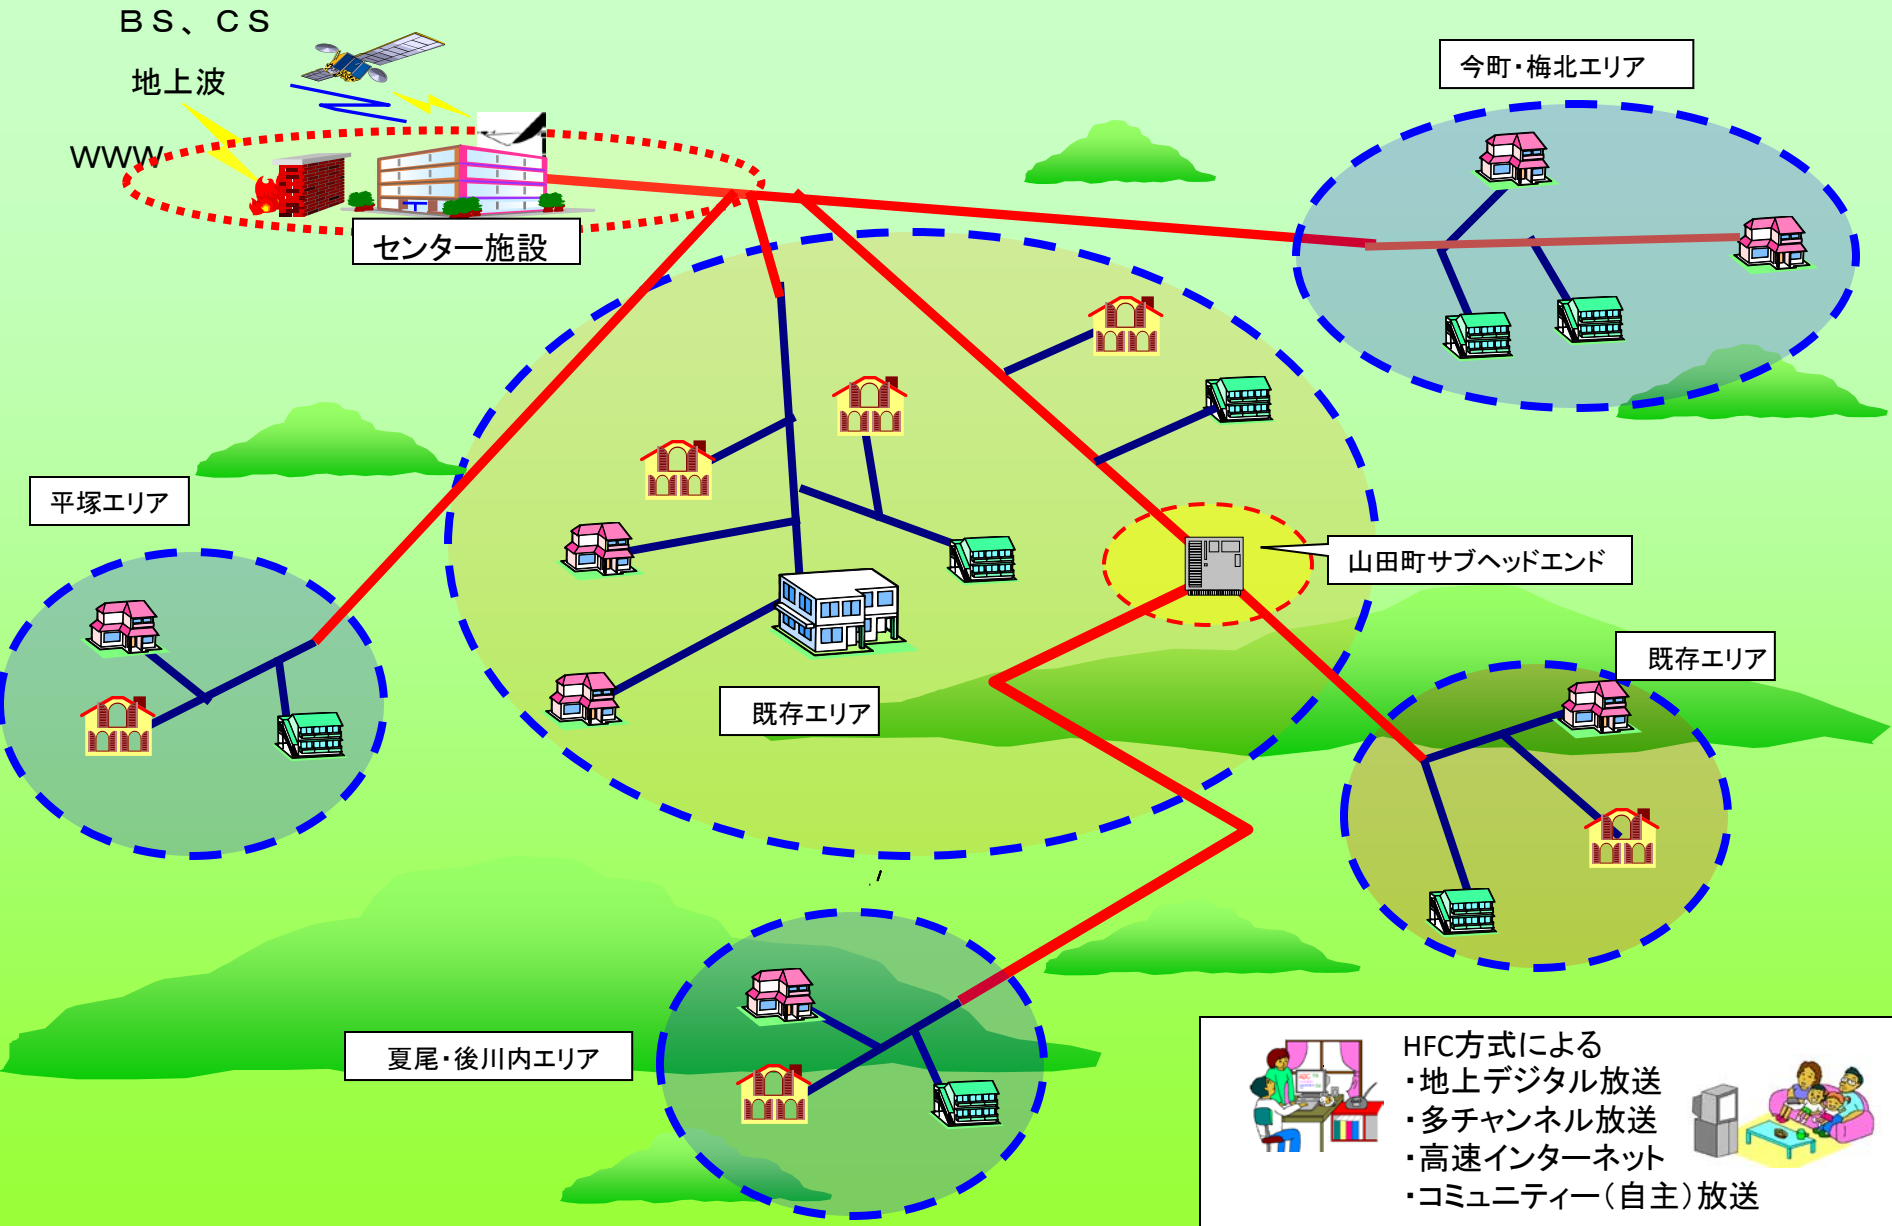 ＢＳ、ＣＳ
地上波
WWW
センター施設
今町・梅北エリア
平塚エリア
山田町サブヘッドエンド
既存エリア
既存エリア
夏尾・後川内エリア
HFC方式による
・地上デジタル放送
・多チャンネル放送
・高速インターネット
・コミュニティー（自主）放送